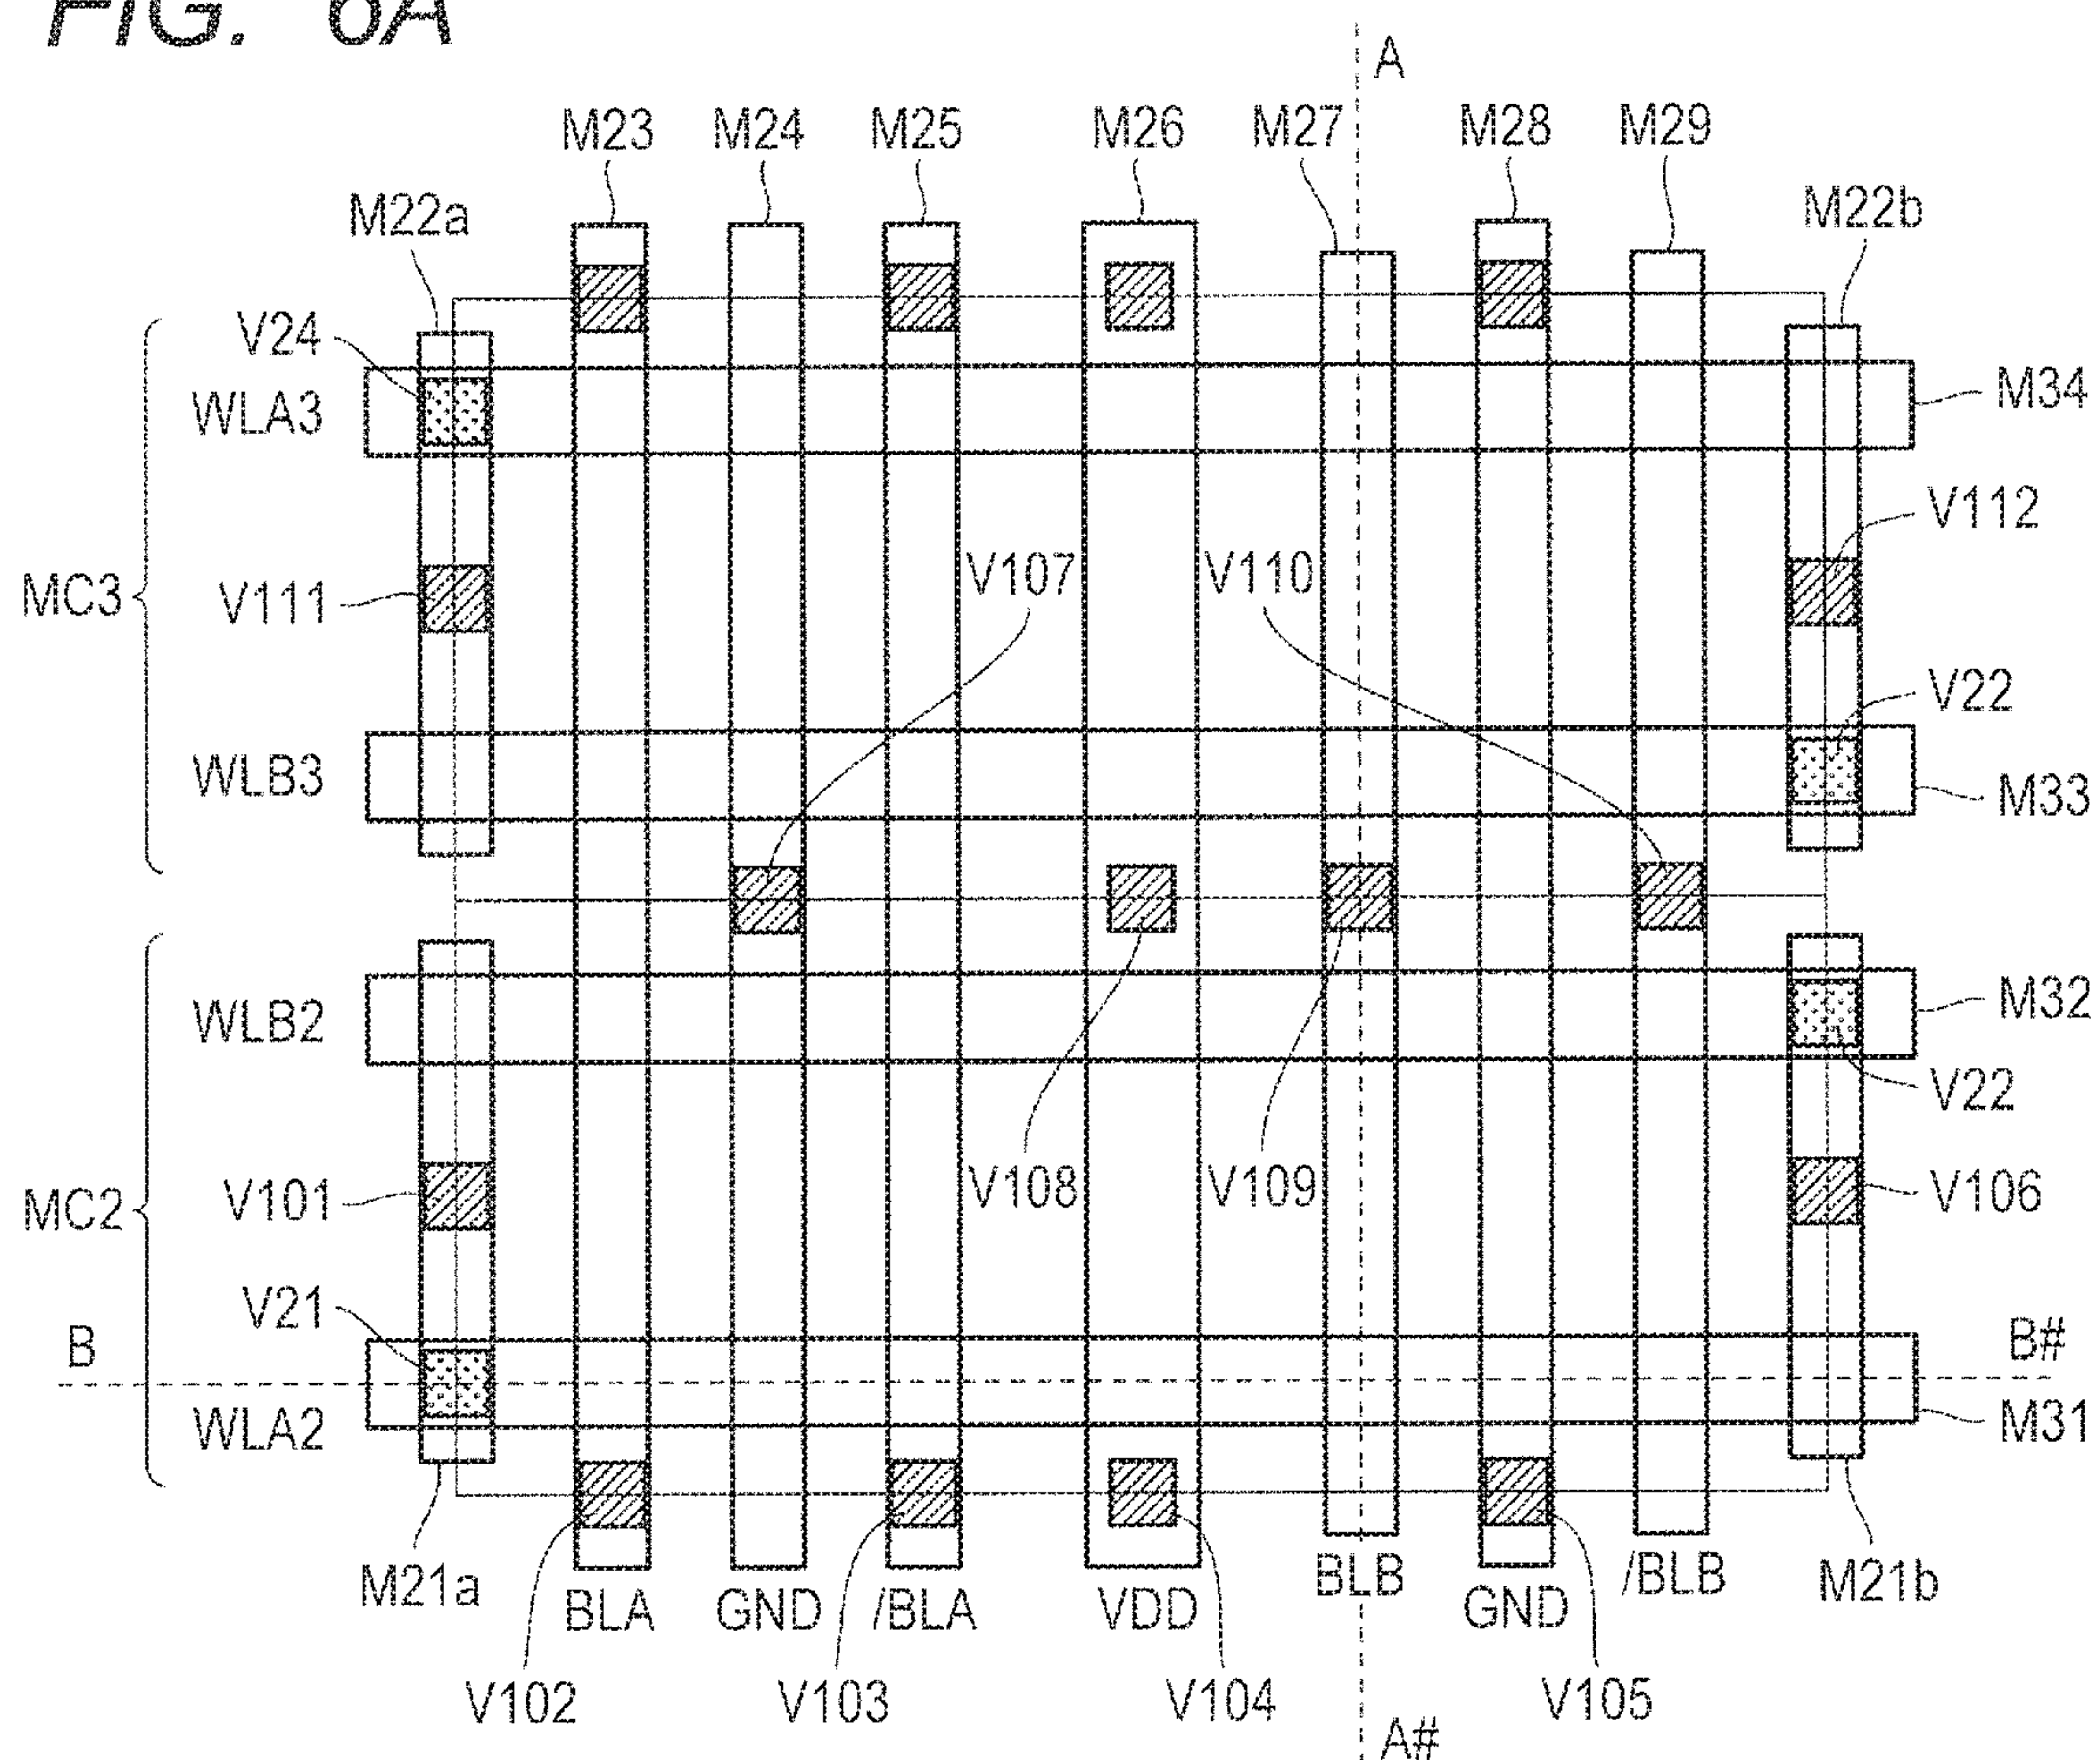 FIG. 6A
A
M23 M24 M25 M26 M27 M28 M29
M22a M22b
V24
WLA3 M34
V112
V107 V110
MC3 V111
V22
WLB3 M33
WLB2 M32
V22
V108 V109
MC2 V101 V106
V21
B B#
WLA2 M31
M21a BLA GND /BLA VDD BLB GND /BLB M21b
V102 V103 V104 V105
A#